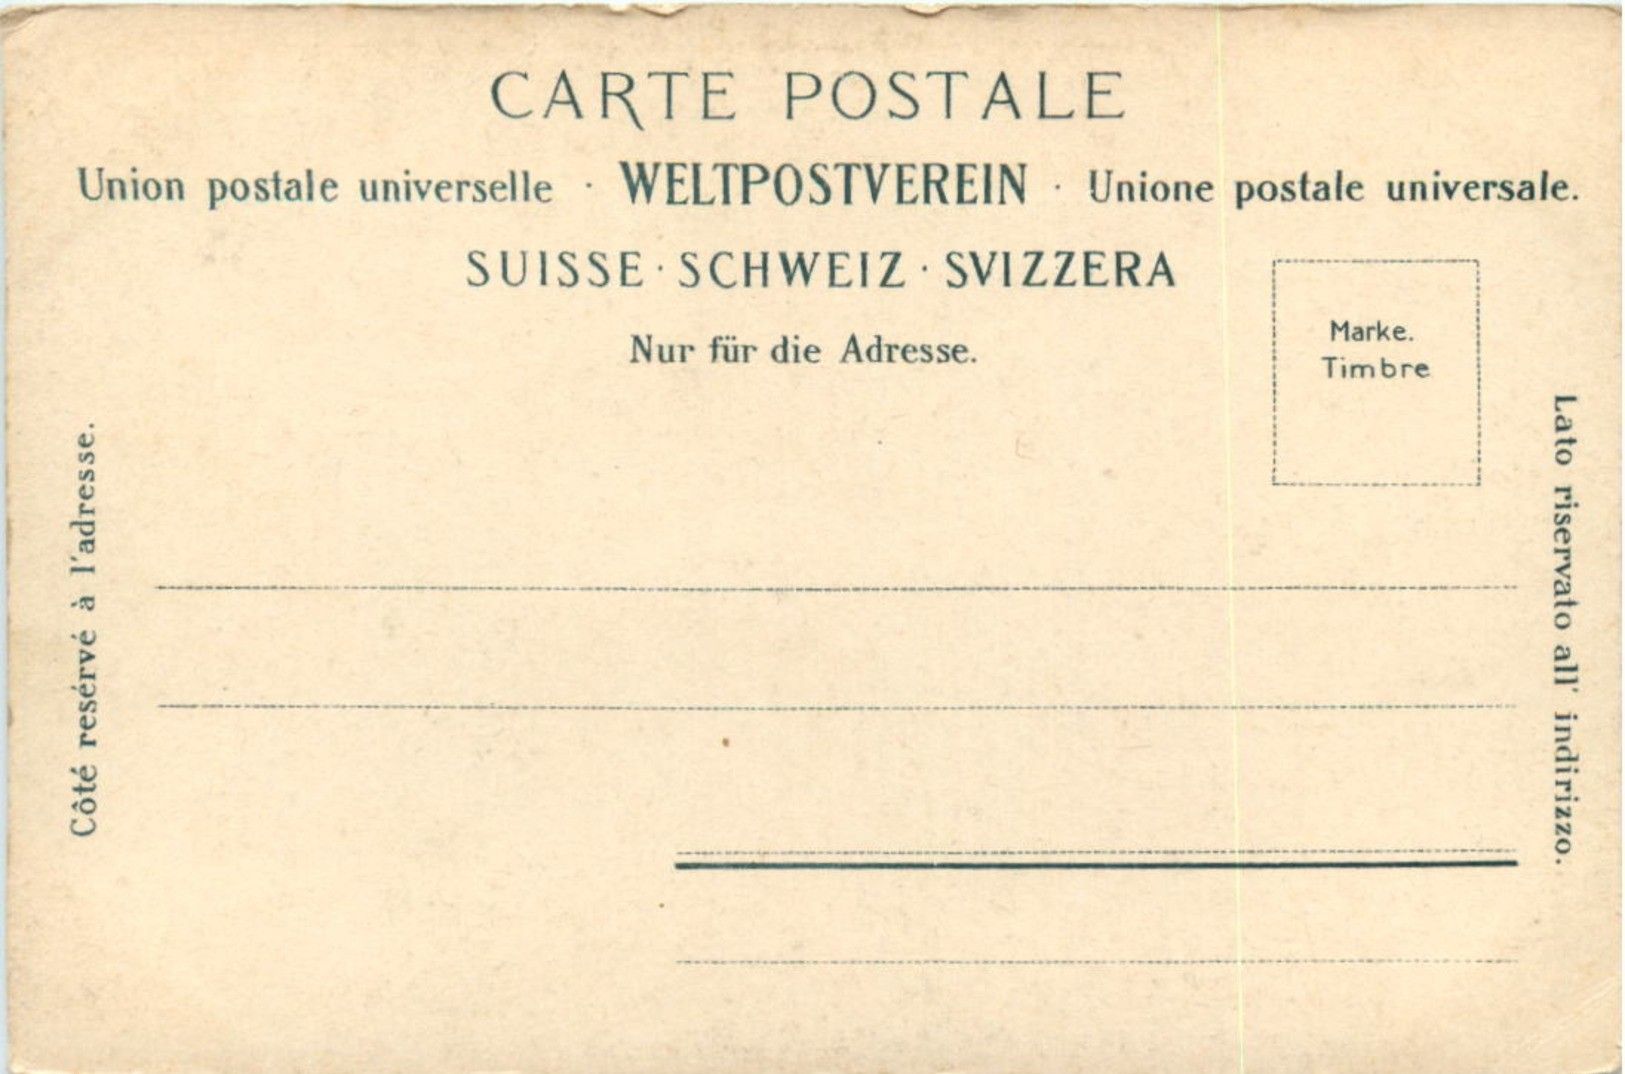 CARTE POSTALE
Union postale universelle · WELTPOSTVEREIN · Unione postale universale.
SUISSE · SCHWEIZ · SVIZZERA
Nur für die Adresse.
Marke.
Timbre
Côté resérvé à l'adresse.
Lato riservato all' indirizzo.